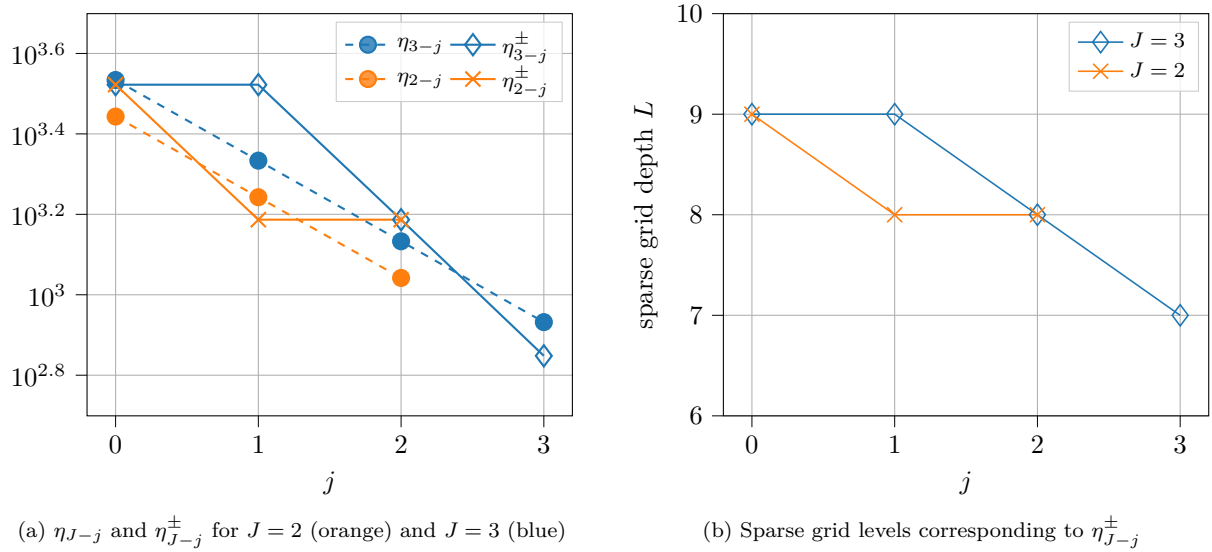 10^{3.6}
10^{3.4}
10^{3.2}
10^{3}
10^{2.8}
η_{3−j} η^{±}_{3−j}
η_{2−j} η^{±}_{2−j}
0 1 2 3
j
(a) η_{J−j} and η^{±}_{J−j} for J = 2 (orange) and J = 3 (blue)
sparse grid depth L
10
9
8
7
6
J = 3
J = 2
0 1 2 3
j
(b) Sparse grid levels corresponding to η^{±}_{J−j}